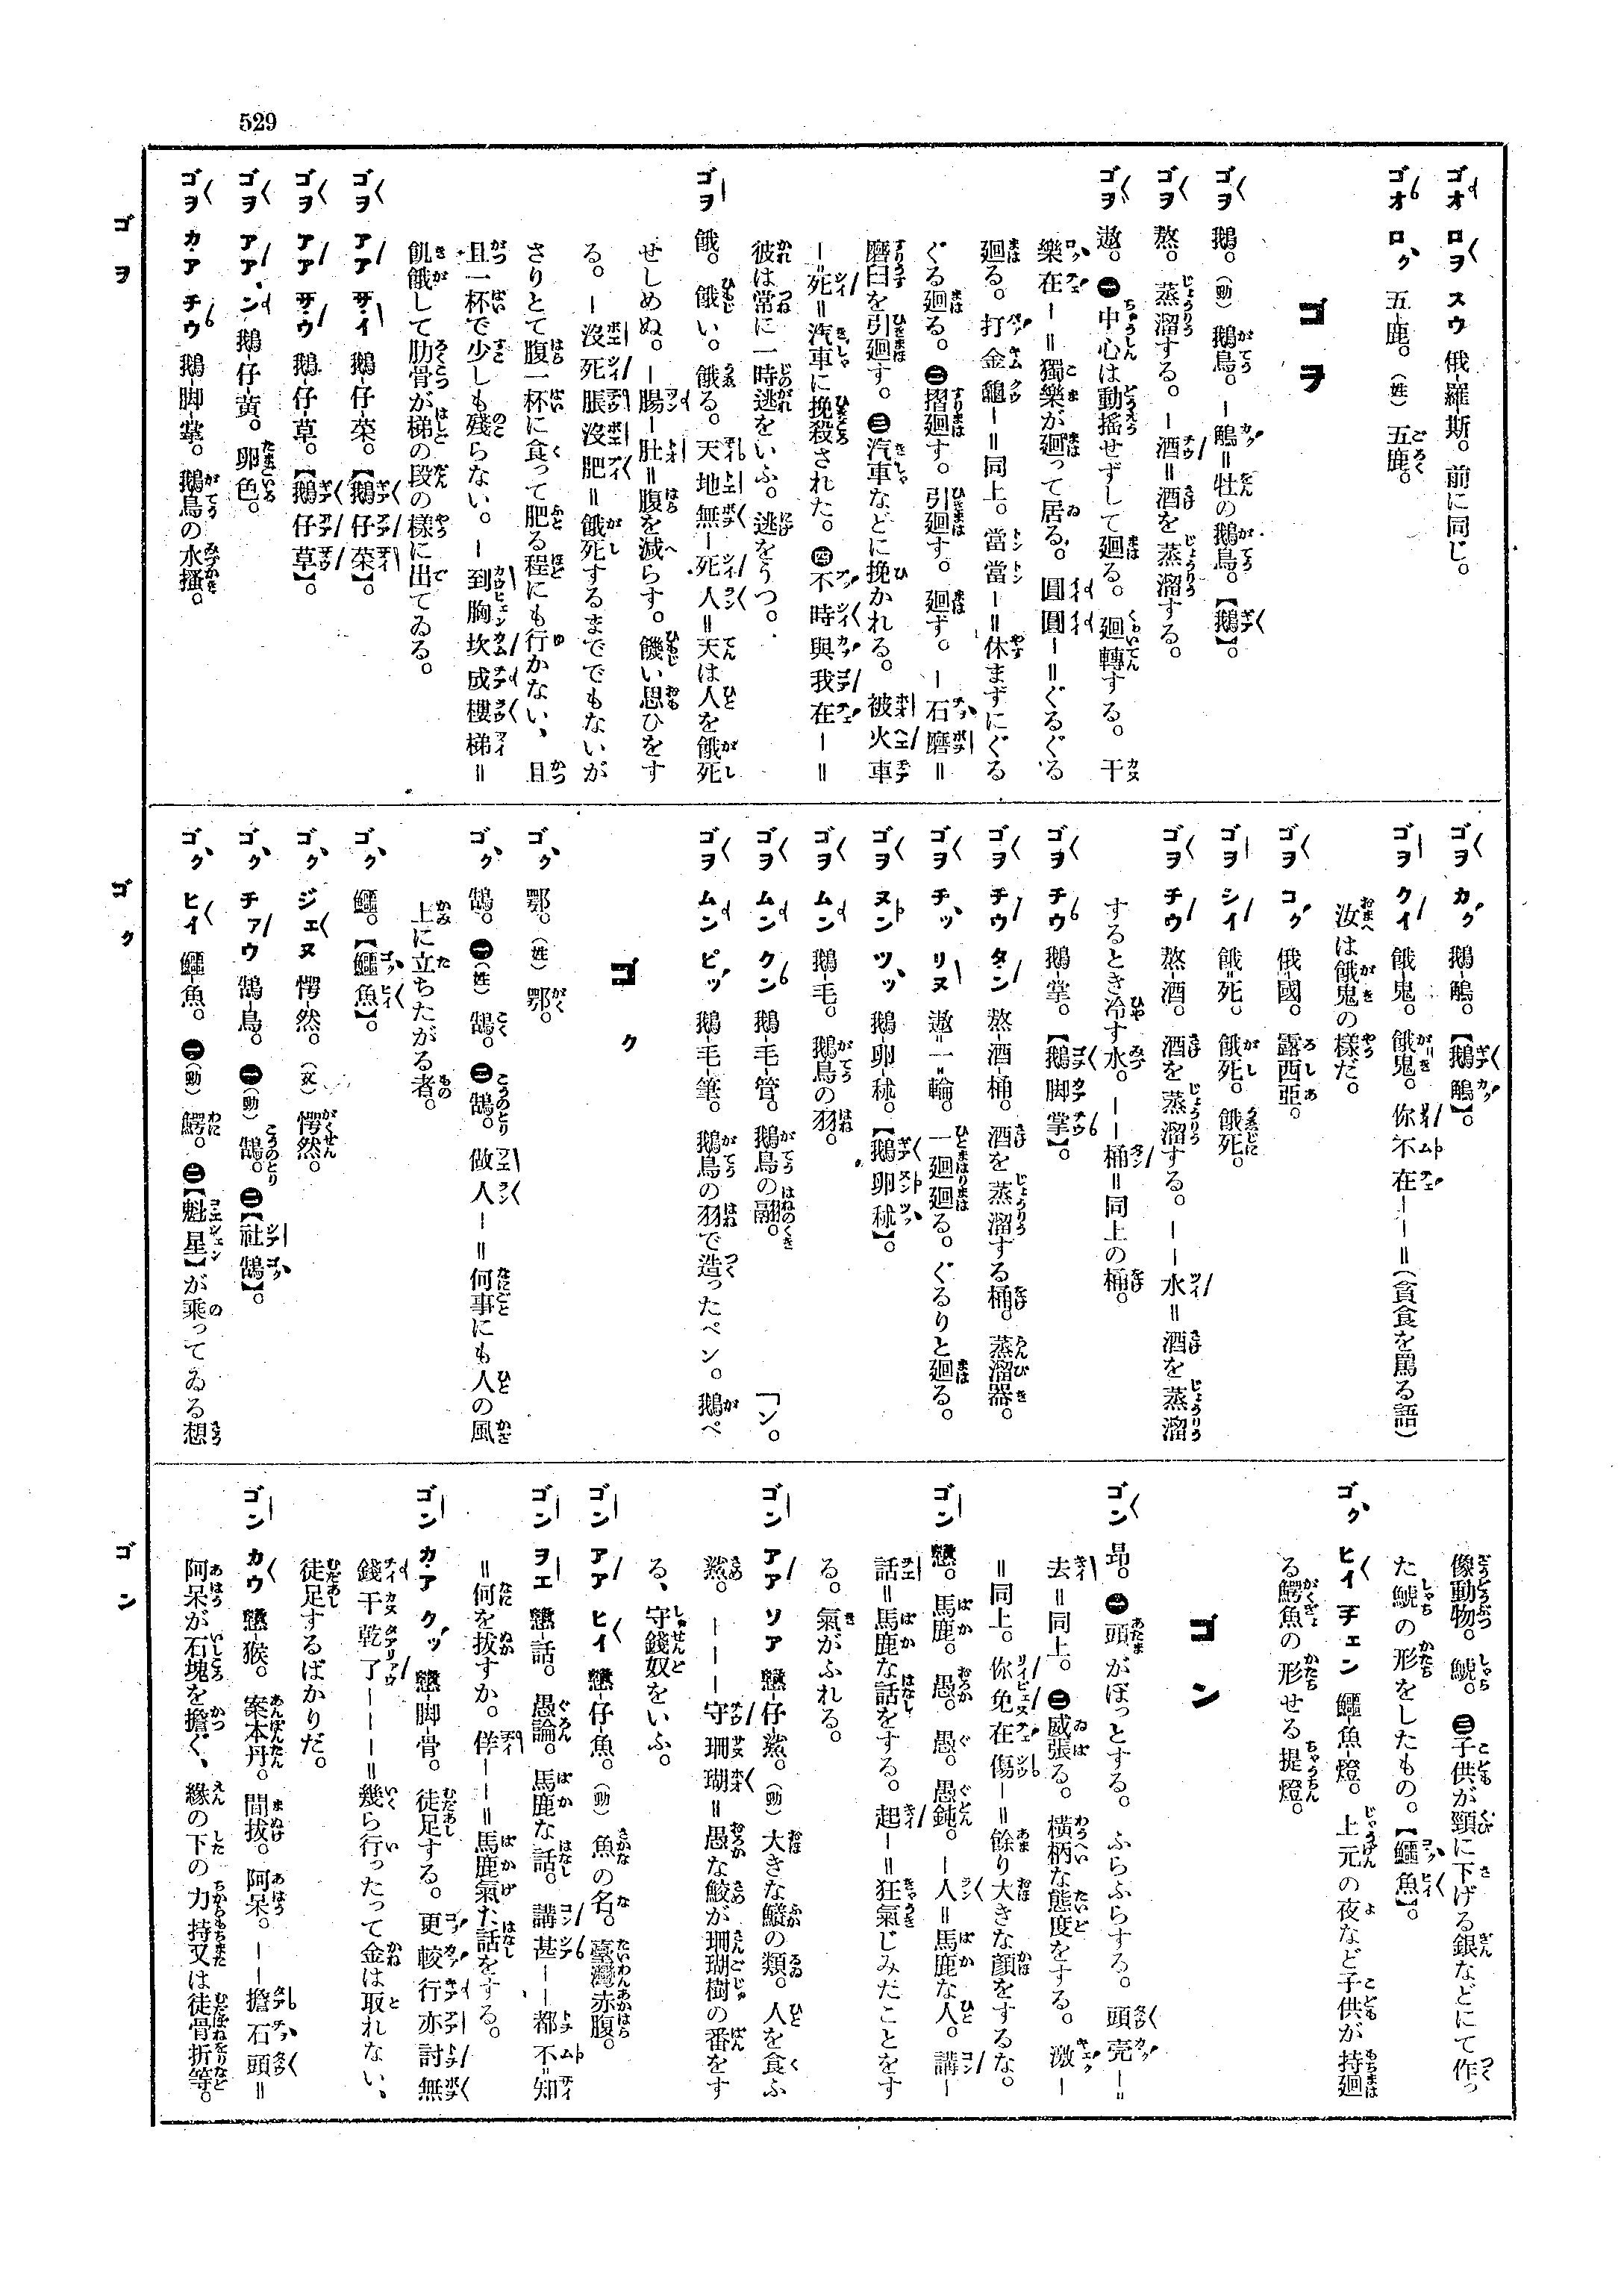 529
ゴオ ロヲ スウ 俄-羅-斯。前に同じ。
ゴオ ロク 五-鹿。(姓) 五鹿。
ゴヲ
ゴヲ 鵝。(動) 鵝鳥。ー鵤=牡の鵝鳥。【鵝】。
ゴヲ 熬。蒸溜する。ー酒=酒を蒸溜する。
ゴヲ 遨。㊀中心は動搖せずして廻る。廻轉する。干
樂在ー=獨樂が廻って居る。圓圓ー=ぐるぐる
廻る。打金龜ー=同上。當當ー=休まずにぐる
ぐる廻る。㊁摺廻す。引廻す。廻ず。ー石磨=
磨臼を引廻す。㊂汽車などに挽かれる。被火車
ー=死=汽車に挽殺された。㊃不時與我在ー=
彼は常に一時逃をいふ。逃をうつ。
ゴヲ 餓。餓い。餓る。天地無ー死人=天は人を餓死
せしめぬ。ー腸ー肚=腹を減らす。饑い思ひをす
る。ー沒死脹沒肥=餓死するまででもないが
さりとて腹一杯に食って肥る程にも行かない、且
且一杯で少しも殘らない。ー到胸坎成樓梯=
飢餓して肋骨が梯の段の樣に出てゐる。
ゴヲ アア ザイ 鵝-仔-菜。【鵝仔菜】。
ゴヲ アア ザウ 鵝-仔-草。【鵝仔草】。
ゴヲ アア ン 鵝-仔-黃。卵色。
ゴヲ カア チウ 鵝-脚-掌。鵝鳥の水搔。
ゴヲ カク 鵝-鵤。【鵝鵤】。
ゴヲ クイ 餓-鬼。餓鬼。你不在ーー=(貪食を罵る語)
汝は餓鬼の樣だ。
ゴヲ コク 俄-國。露西亞。
ゴヲ シイ 餓=死。餓死。餓死。
ゴヲ チウ 熬酒。酒を蒸溜する。ーー水=酒を蒸溜
するとき冷す水。ーー桶=同上の桶。
ゴヲ チウ 鵝-掌。【鵝脚掌】。
ゴヲ チウ タン 熬-酒-桶。酒を蒸溜する桶。蒸溜器。
ゴヲ チッ リヌ 遨=一=輪。一廻廻る。ぐるりと廻る。
ゴヲ ヌン ツッ 鵝-卵-秫。【鵝卵秫】。
ゴヲ ムン 鵝-毛。鵝鳥の羽。
ゴヲ ムン クン 鵝-毛-管。鵝鳥の翮。 「ン。
ゴヲ ムン ピッ 鵝-毛-筆。鵝鳥の羽で造ったペン。鵝ペ
ゴク
ゴク 鄂。(姓) 鄂。
ゴク 鵠。㊀(姓) 鵠。㊁鵠。做人ー=何事にも人の風
上に立ちたがる者。
ゴク 鱷。【鱷魚】。
ゴク ジェヌ 愕-然。(文) 愕然。
ゴク チァウ 鵠-鳥。㊀(動) 鵠。㊁【社鵠】。
ゴク ヒイ 鱷-魚。㊀(動) 鰐。㊁【魁星】が乘ってゐる想
像動物。鯱。㊂子供が頸に下げる銀などにて作っ
た鯱の形をしたもの。【鱷魚】。
ゴク ヒイ チェン 鱷-魚-燈。上元の夜など子供が持廻
る鰐魚の形せる提燈。
ゴン
ゴン 昂。㊀頭がぼっとする。ふらふらする。頭壳ー=
去=同上。㊁威張る。橫柄な態度をする。激ー
=同上。你免在傷ー=餘り大きな顏をするな。
ゴン 戇。馬鹿。愚。愚。愚鈍。ー人=馬鹿な人。講ー
話=馬鹿な話をする。起ー=狂氣じみたことをす
る。氣がふれる。
ゴン アア ソア 戇-仔-鯊。(動) 大きな鱶の類。人を食ふ
鯊。ーーー守珊瑚=愚な鮫が珊瑚樹の番をす
る、守錢奴をいふ。
ゴン アア ヒイ 戇-仔-魚。(動) 魚の名。臺灣赤腹。
ゴン ヲエ 戇-話。愚論。馬鹿な話。講甚ーー都不=知
=何を拔すか。佯ーー=馬鹿氣た話をする。
ゴン カア クッ 戇-脚-骨。徒足する。更較行亦討無
錢干乾了ーーー=幾ら行ったって金は取れない、
徒足するばかりだ。
ゴン カウ 戇-猴。案本丹。間拔。阿呆。ーー擔石頭=
阿呆が石塊を擔ぐ、緣の下の力持又は徒骨折等。
ゴヲ
ゴク
ゴン